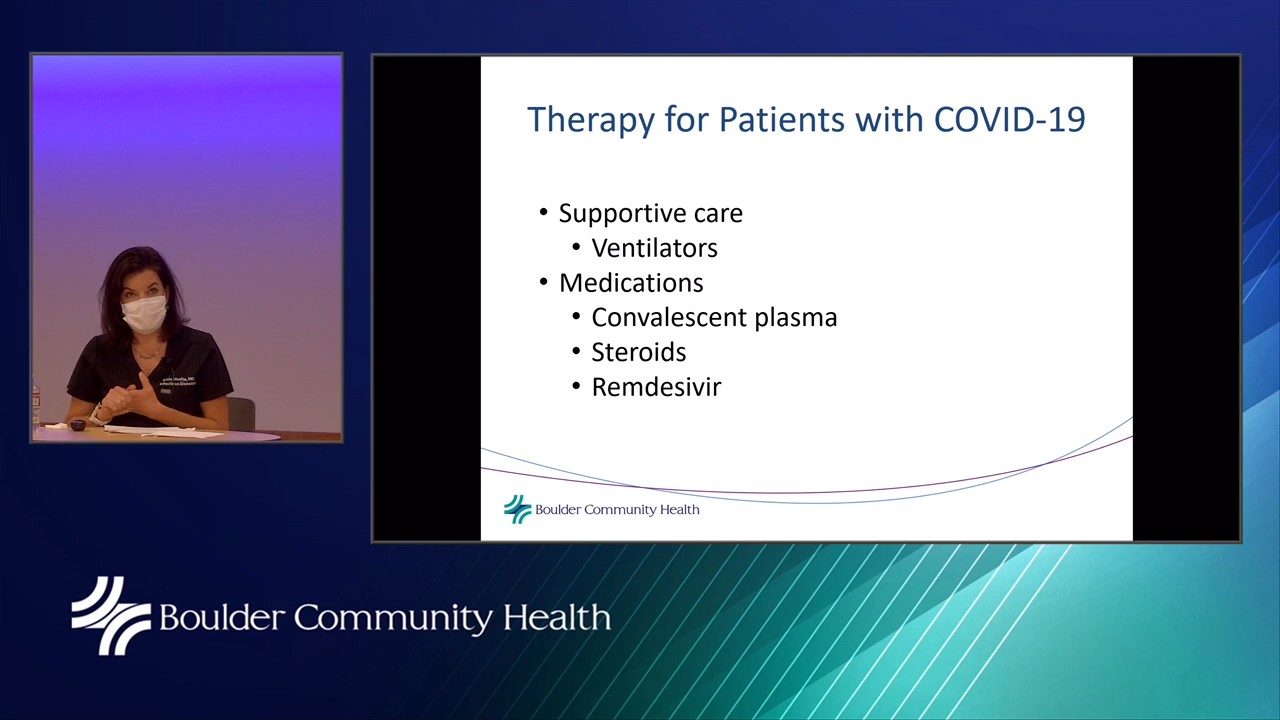 Therapy for Patients with COVID-19
• Supportive care
• Ventilators
• Medications
• Convalescent plasma
• Steroids
• Remdesivir
Boulder Community Health
Boulder Community Health